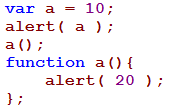 var a = 10;
alert( a );
a();
function a(){
    alert( 20 );
};